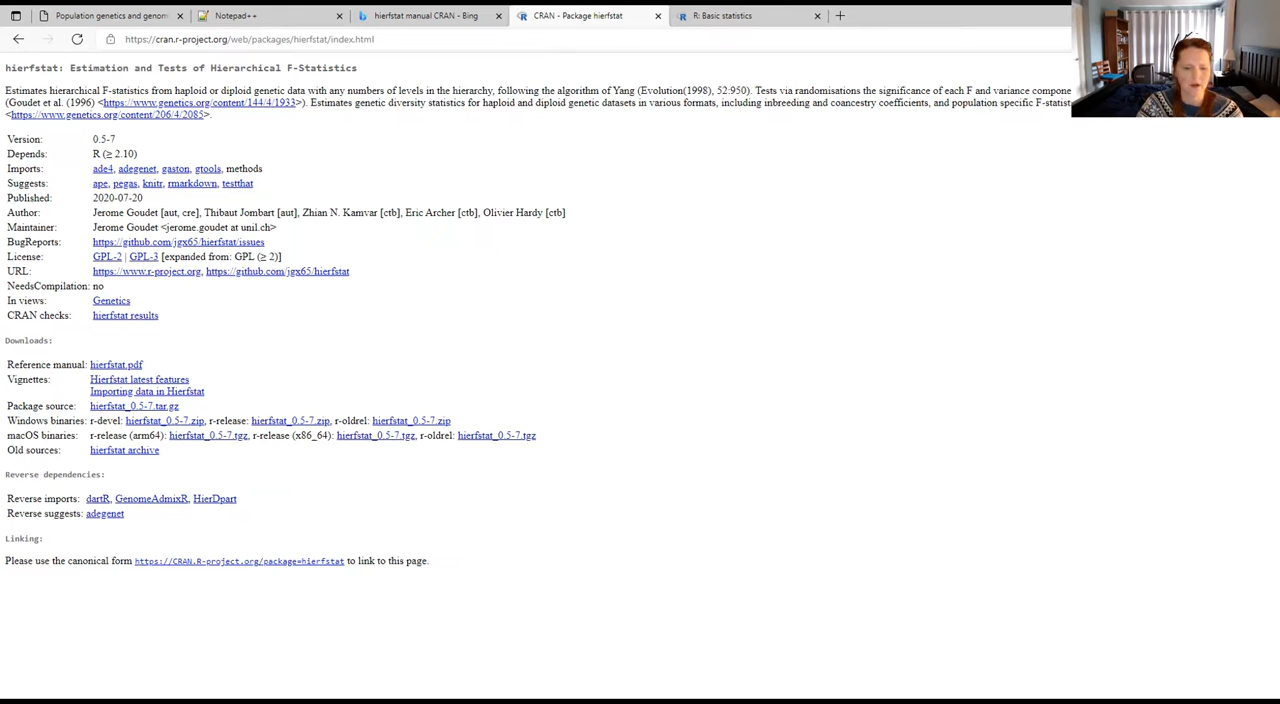 Population genetics and genom
Notepad++
hierfstat manual CRAN - Bing
CRAN - Package hierfstat
R: Basic statistics
https://cran.r-project.org/web/packages/hierfstat/index.html
hierfstat: Estimation and Tests of Hierarchical F-Statistics
Estimates hierarchical F-statistics from haploid or diploid genetic data with any numbers of levels in the hierarchy, following the algorithm of Yang (Evolution(1998), 52:950). Tests via randomisations the significance of each F and variance compone
(Goudet et al. (1996) <https://www.genetics.org/content/144/4/1933>). Estimates genetic diversity statistics for haploid and diploid genetic datasets in various formats, including inbreeding and coancestry coefficients, and population specific F-statist
<https://www.genetics.org/content/206/4/2085>.
Version: 0.5-7
Depends: R (≥ 2.10)
Imports: ade4, adegenet, gaston, gtools, methods
Suggests: ape, pegas, knitr, rmarkdown, testthat
Published: 2020-07-20
Author: Jerome Goudet [aut, cre], Thibaut Jombart [aut], Zhian N. Kamvar [ctb], Eric Archer [ctb], Olivier Hardy [ctb]
Maintainer: Jerome Goudet <jerome.goudet at unil.ch>
BugReports: https://github.com/jgx65/hierfstat/issues
License: GPL-2 | GPL-3 [expanded from: GPL (≥ 2)]
URL: https://www.r-project.org, https://github.com/jgx65/hierfstat
NeedsCompilation: no
In views: Genetics
CRAN checks: hierfstat results
Downloads:
Reference manual: hierfstat.pdf
Vignettes: Hierfstat latest features
Importing data in Hierfstat
Package source: hierfstat_0.5-7.tar.gz
Windows binaries: r-devel: hierfstat_0.5-7.zip, r-release: hierfstat_0.5-7.zip, r-oldrel: hierfstat_0.5-7.zip
macOS binaries: r-release (arm64): hierfstat_0.5-7.tgz, r-release (x86_64): hierfstat_0.5-7.tgz, r-oldrel: hierfstat_0.5-7.tgz
Old sources: hierfstat archive
Reverse dependencies:
Reverse imports: dartR, GenomeAdmixR, HierDpart
Reverse suggests: adegenet
Linking:
Please use the canonical form https://CRAN.R-project.org/package=hierfstat to link to this page.